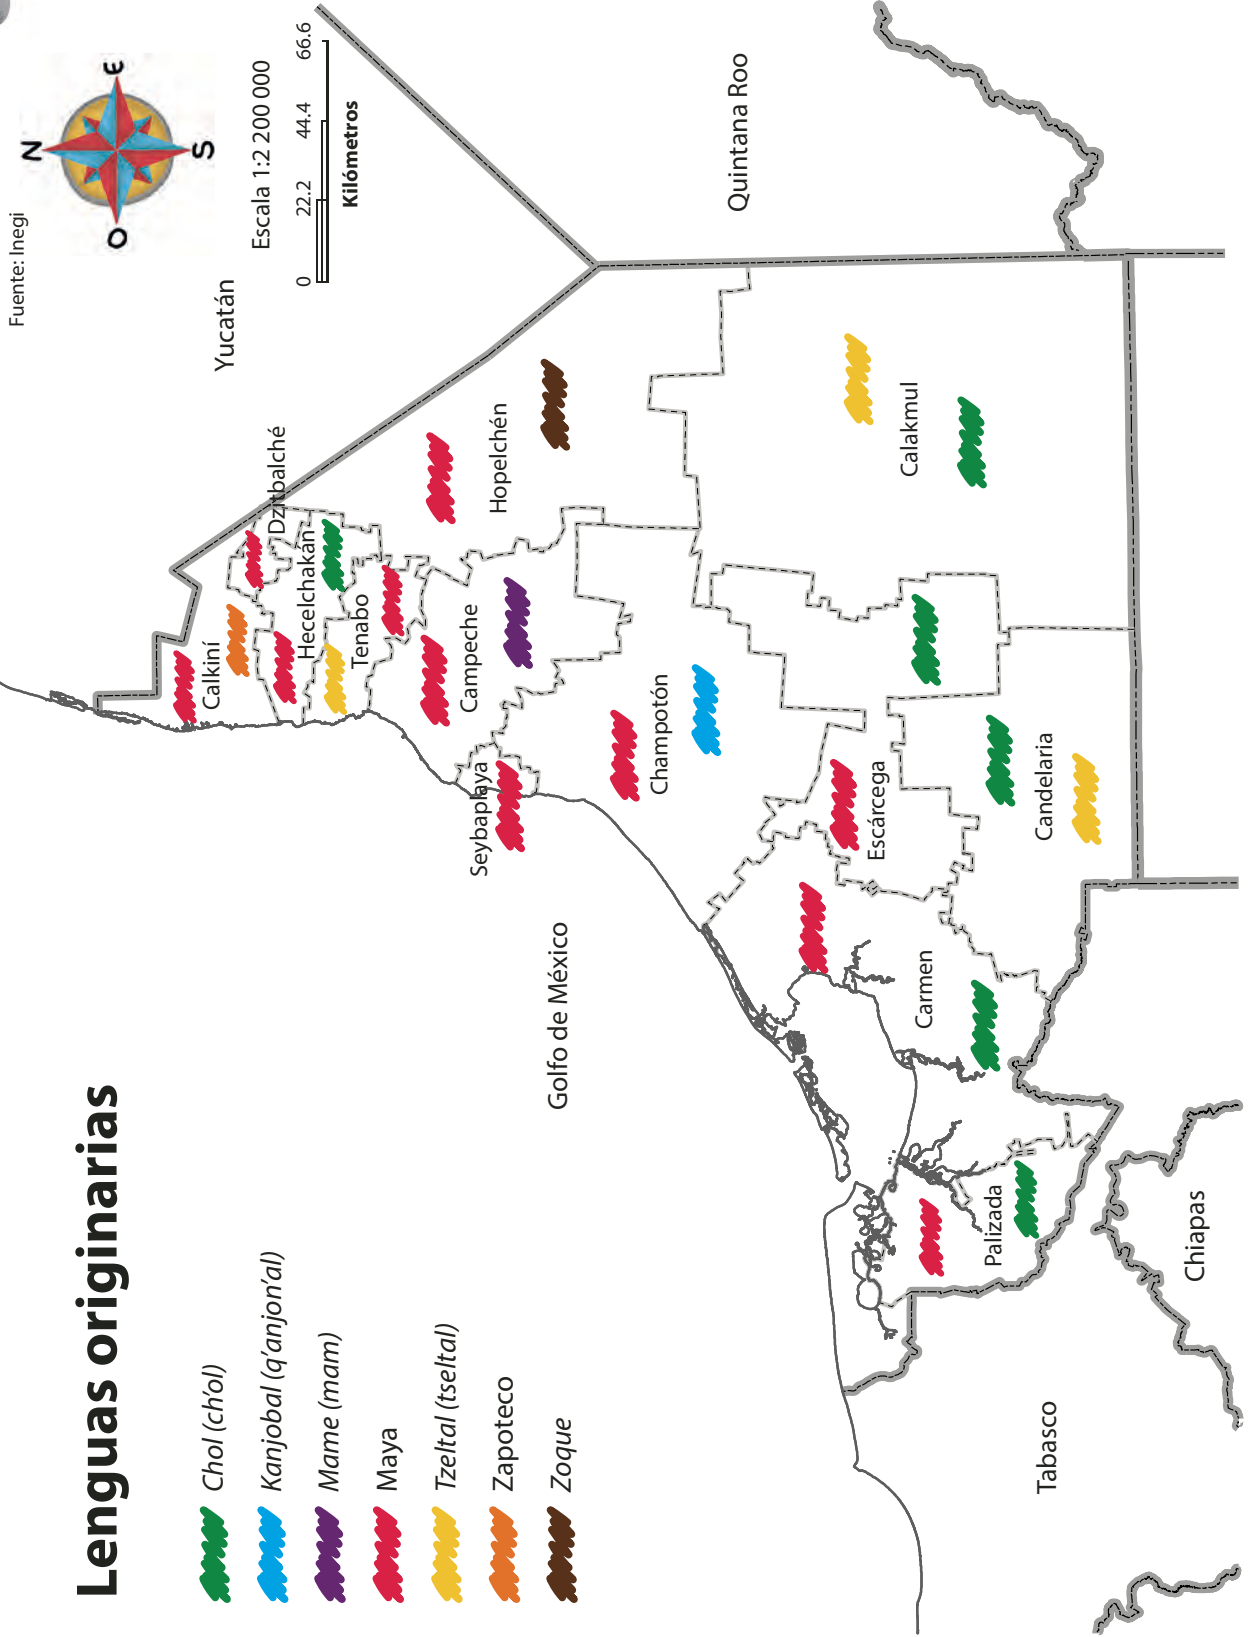 Lenguas originarias
Chol (ch'ol)
Kanjobal (q'anjon'al)
Mame (mam)
Maya
Tzeltal (tseltal)
Zapoteco
Zoque
Fuente: Inegi
N
O
E
S
Escala 1:2 200 000
0 22.2 44.4 66.6
Kilómetros
Yucatán
Quintana Roo
Dzitbalché
Calkiní
Hecelchakán
Tenabo
Hopelchén
Campeche
Seybaplaya
Champotón
Calakmul
Escárcega
Candelaria
Golfo de México
Carmen
Palizada
Chiapas
Tabasco